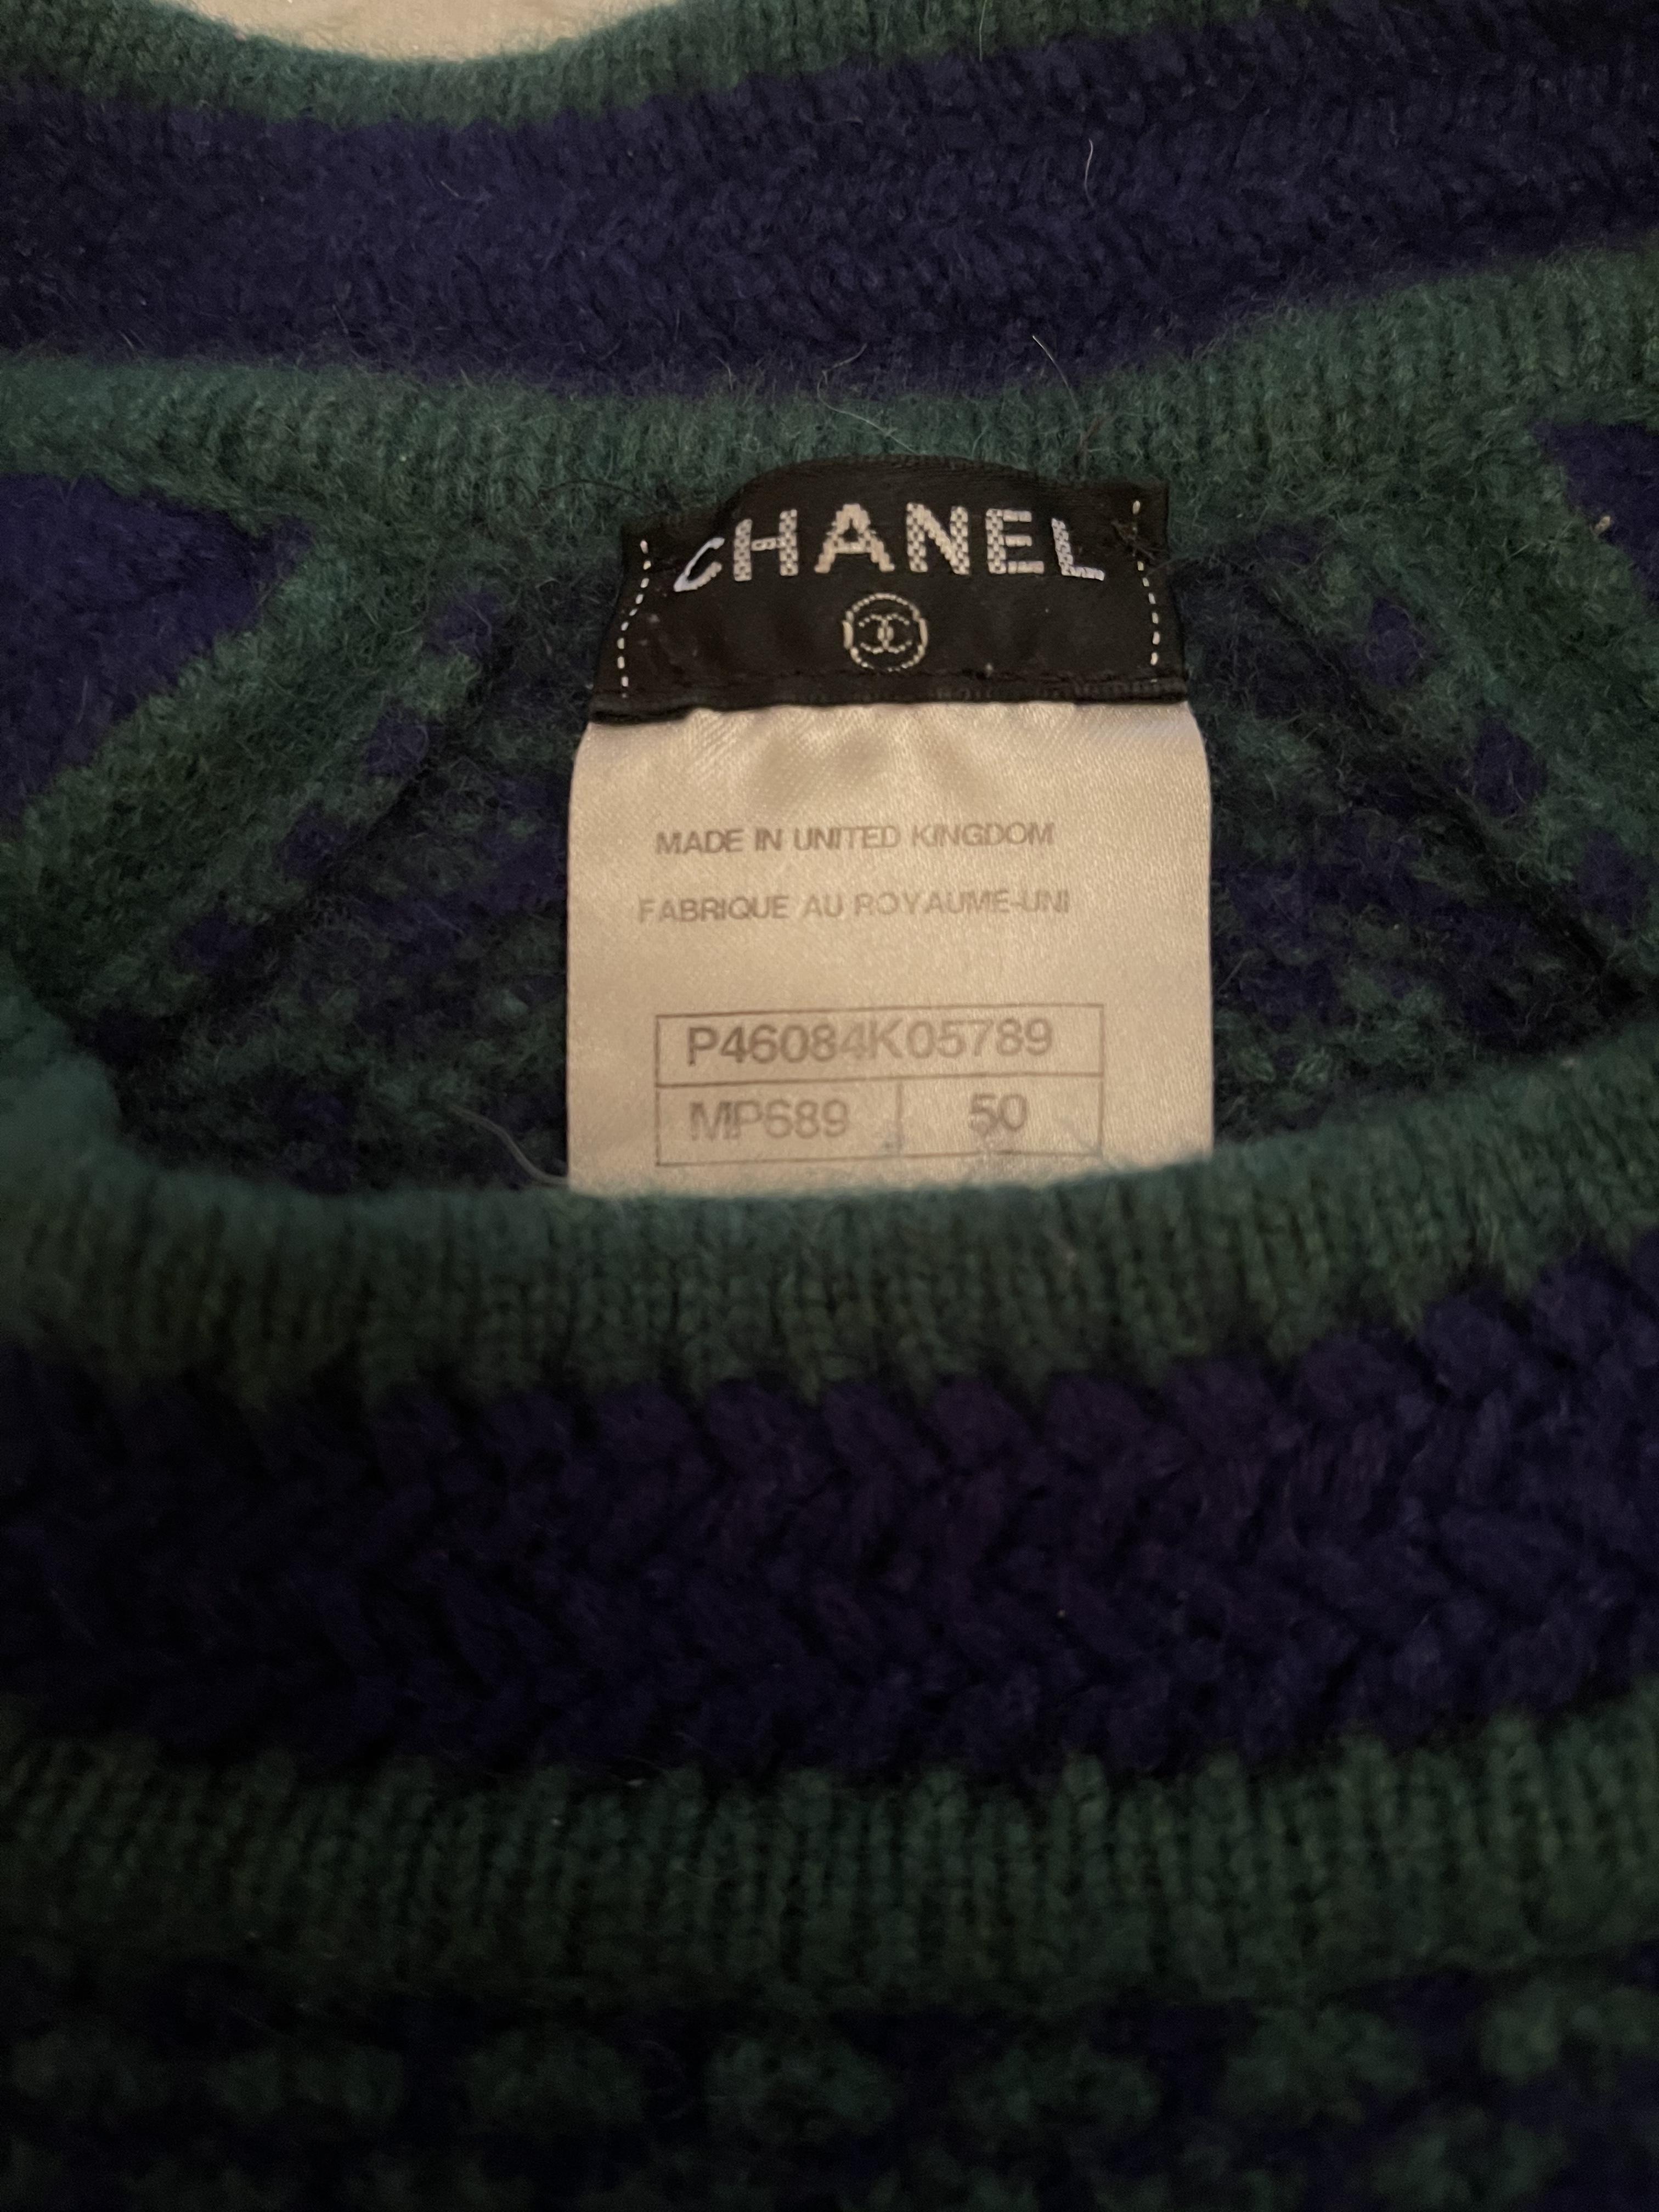 CHANEL
MADE IN UNITED KINGDOM
FABRIQUE AU ROYAUME-UNI
P46084K05789
MP689 50